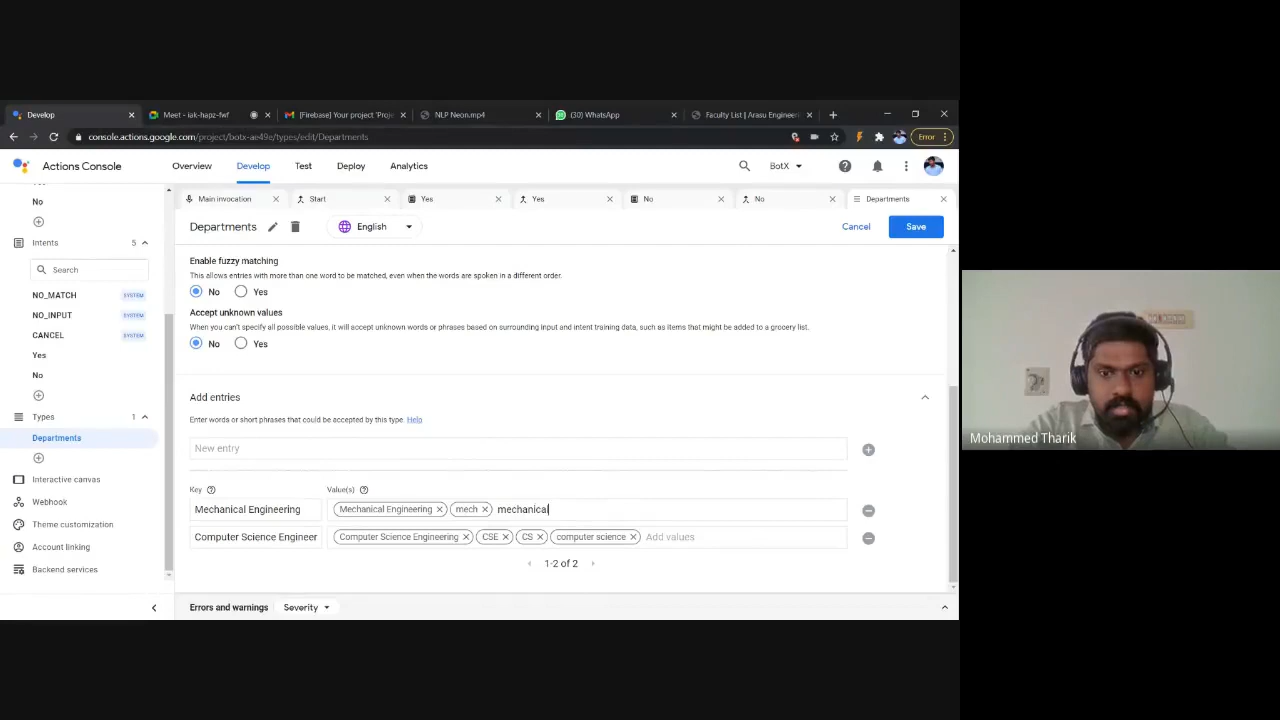 Develop
Meet - iak-hapz-fwf
[Firebase] Your project 'Proje
NLP Neon.mp4
(30) WhatsApp
Faculty List | Arasu Engineerin
console.actions.google.com/project/botx-ae49e/types/edit/Departments
Error
Actions Console
Overview
Develop
Test
Deploy
Analytics
BotX
Main invocation
Start
Yes
Yes
No
No
Departments
No
Intents
5
Search
NO_MATCH
SYSTEM
NO_INPUT
SYSTEM
CANCEL
SYSTEM
Yes
No
Types
1
Departments
Interactive canvas
Webhook
Theme customization
Account linking
Backend services
Departments
English
Cancel
Save
Enable fuzzy matching
This allows entries with more than one word to be matched, even when the words are spoken in a different order.
No
Yes
Accept unknown values
When you can't specify all possible values, it will accept unknown words or phrases based on surrounding input and intent training data, such as items that might be added to a grocery list.
No
Yes
Add entries
Enter words or short phrases that could be accepted by this type. Help
New entry
Key
Value(s)
Mechanical Engineering
Mechanical Engineering
mech
mechanical
Computer Science Engineer
Computer Science Engineering
CSE
CS
computer science
Add values
1-2 of 2
Errors and warnings
Severity
Mohammed Tharik